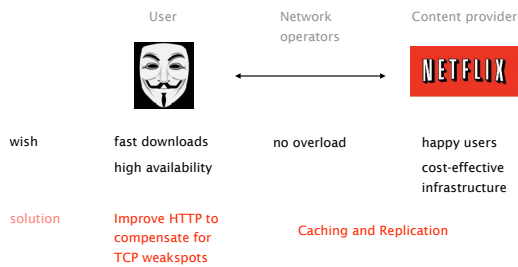 User
Network
operators
Content provider
NETFLIX
wish
fast downloads
high availability
no overload
happy users
cost-effective
infrastructure
solution
Improve HTTP to
compensate for
TCP weakspots
Caching and Replication